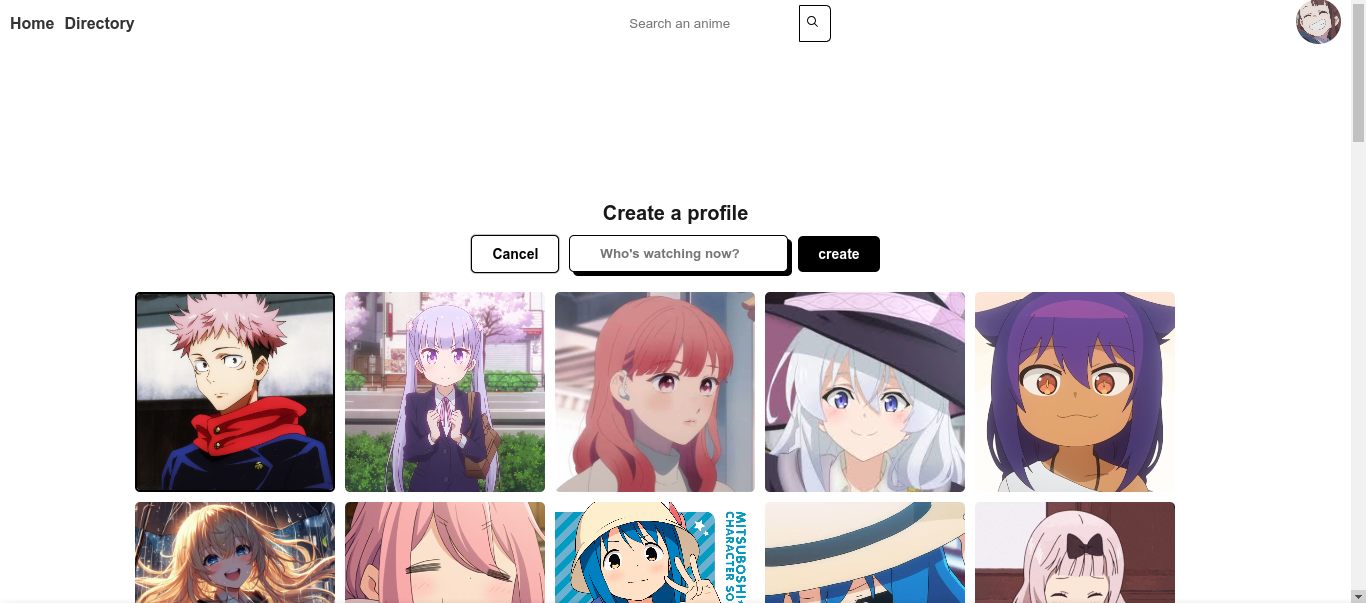 Home Directory
Search an anime
Create a profile
Cancel
Who's watching now?
create
MITSUBOSHI
CHARACTER SO